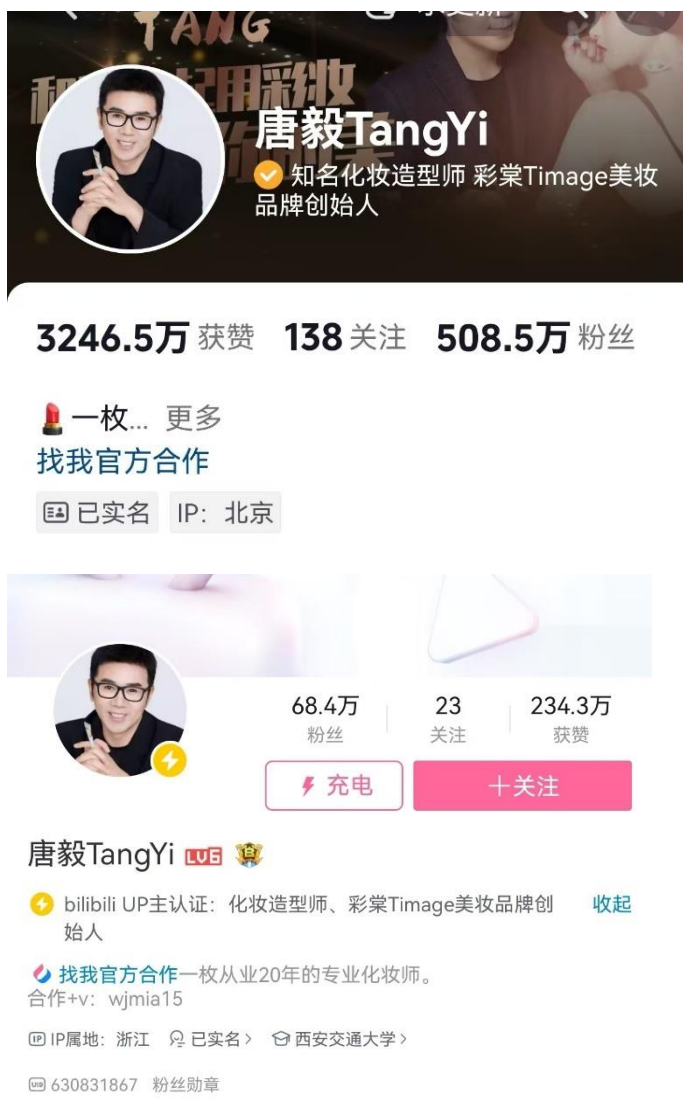 TANG
唐毅TangYi
知名化妆造型师 彩棠Timage美妆
品牌创始人
3246.5万 获赞 138 关注 508.5万 粉丝
一枚... 更多
找我官方合作
已实名 IP： 北京
68.4万 23 234.3万
粉丝 关注 获赞
充电 十关注
唐毅TangYi LV6
bilibili UP主认证：化妆造型师、彩棠Timage美妆品牌创 收起
始人
找我官方合作一枚从业20年的专业化妆师。
合作+v：wjmia15
IP属地：浙江 已实名 西安交通大学
630831867 粉丝勋章